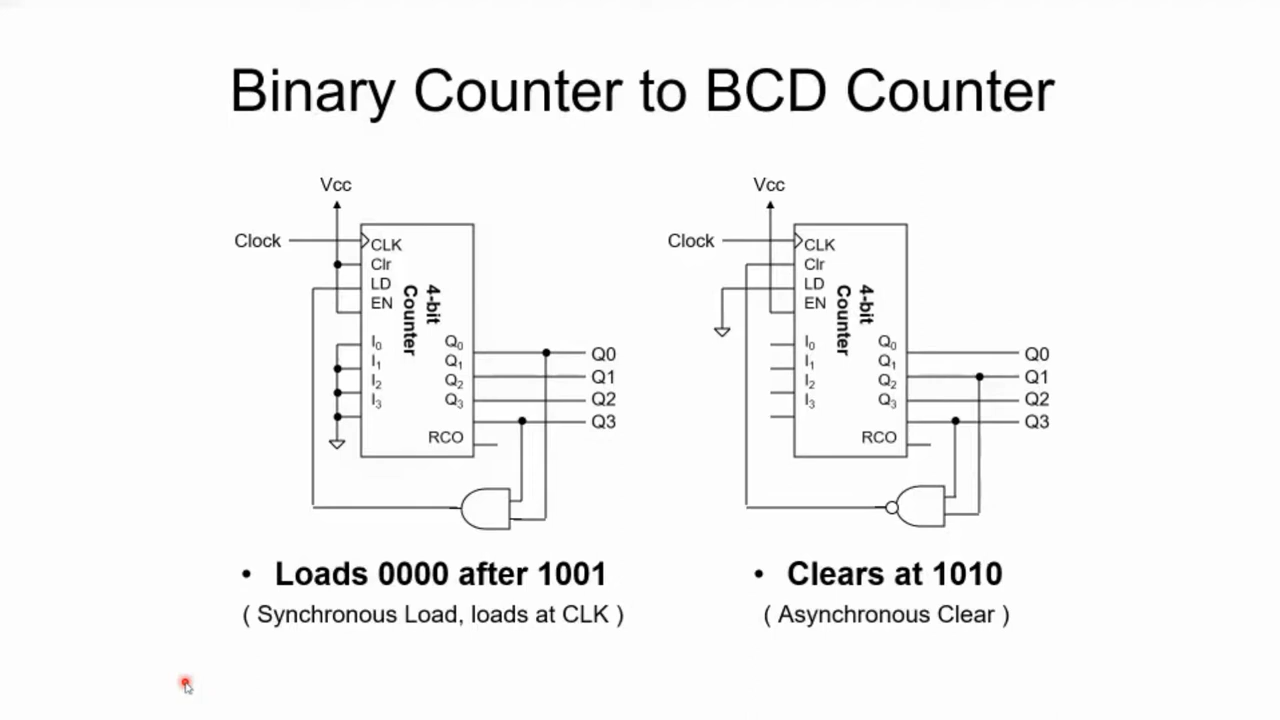 Binary Counter to BCD Counter
Vcc
Clock
CLK
Clr
LD
EN
4-bit
Counter
I0
I1
I2
I3
Q0
Q1
Q2
Q3
RCO
Q0
Q1
Q2
Q3
• Loads 0000 after 1001
( Synchronous Load, loads at CLK )
Vcc
Clock
CLK
Clr
LD
EN
4-bit
Counter
I0
I1
I2
I3
Q0
Q1
Q2
Q3
RCO
Q0
Q1
Q2
Q3
• Clears at 1010
( Asynchronous Clear )